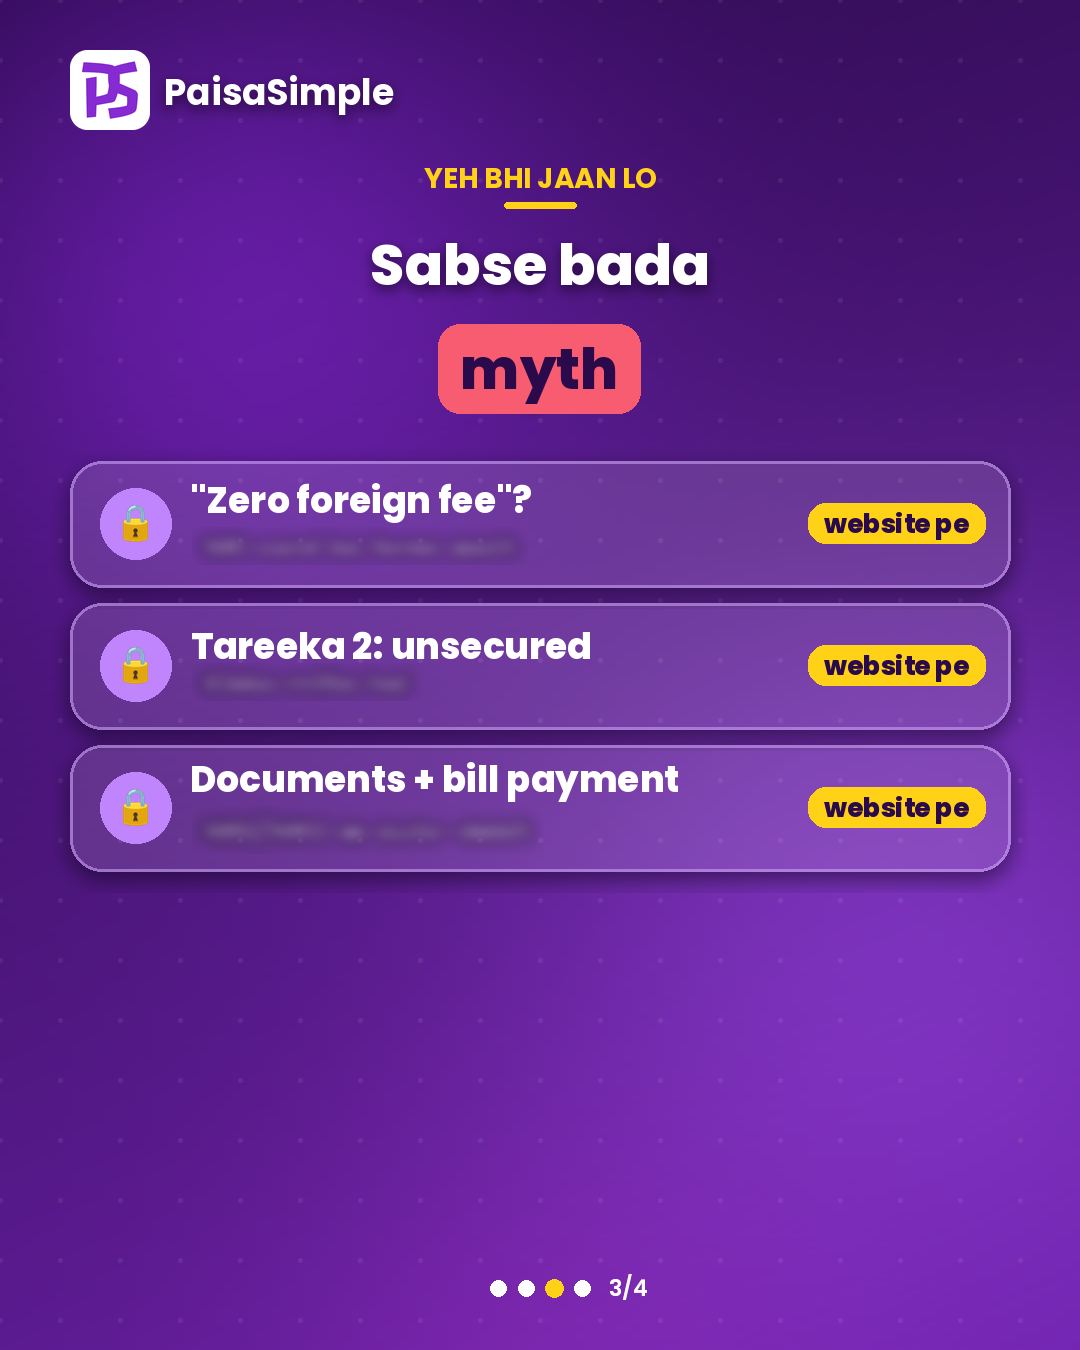 PaisaSimple
YEH BHI JAAN LO
Sabse bada
myth
"Zero foreign fee"?
website pe
Tareeka 2: unsecured
website pe
Documents + bill payment
website pe
3/4